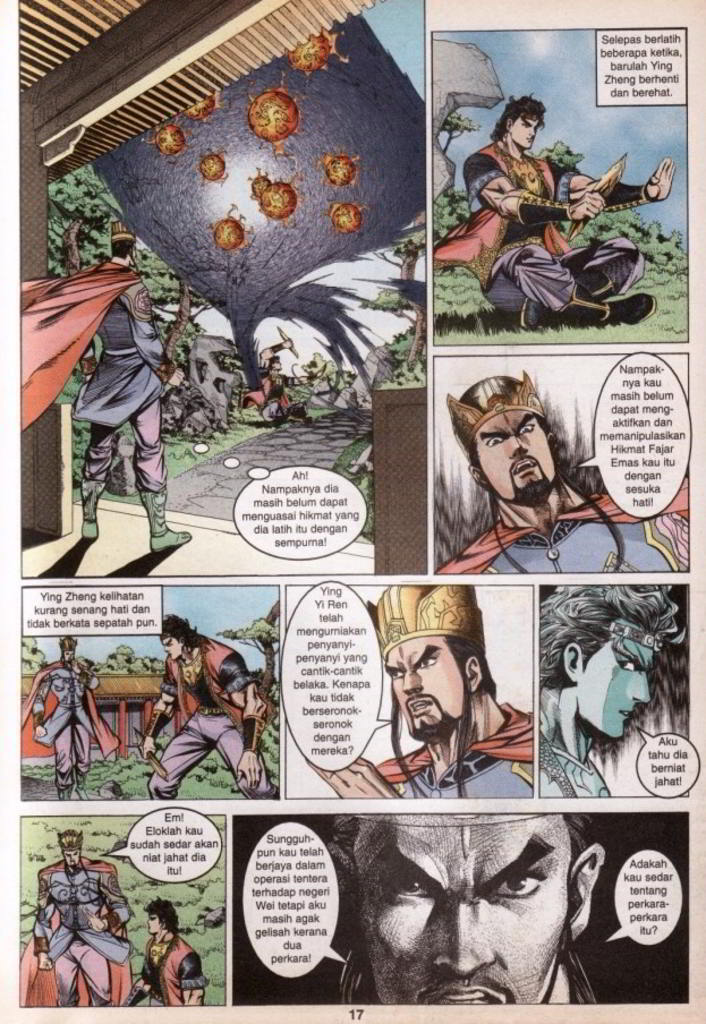 Ah!
Nampaknya dia
masih belum dapat
menguasai hikmat yang
dia latih itu dengan
sempurna!
Selepas berlatih
beberapa ketika,
barulah Ying
Zheng berhenti
dan berehat.
Nampak-
nya kau
masih belum
dapat meng-
aktifkan dan
memanipulasikan
Hikmat Fajar
Emas kau itu
dengan
sesuka
hati!
Ying Zheng kelihatan
kurang senang hati dan
tidak berkata sepatah pun.
Ying
Yi Ren
telah
mengurniakan
penyanyi-
penyanyi yang
cantik-cantik
belaka. Kenapa
kau tidak
berseronok-
seronok
dengan
mereka?
Aku
tahu dia
berniat
jahat!
Em!
Eloklah kau
sudah sedar akan
niat jahat dia
itu!
Sungguh-
pun kau telah
berjaya dalam
operasi tentera
terhadap negeri
Wei tetapi aku
masih agak
gelisah kerana
dua
perkara!
Adakah
kau sedar
tentang
perkara-
perkara
itu?
17